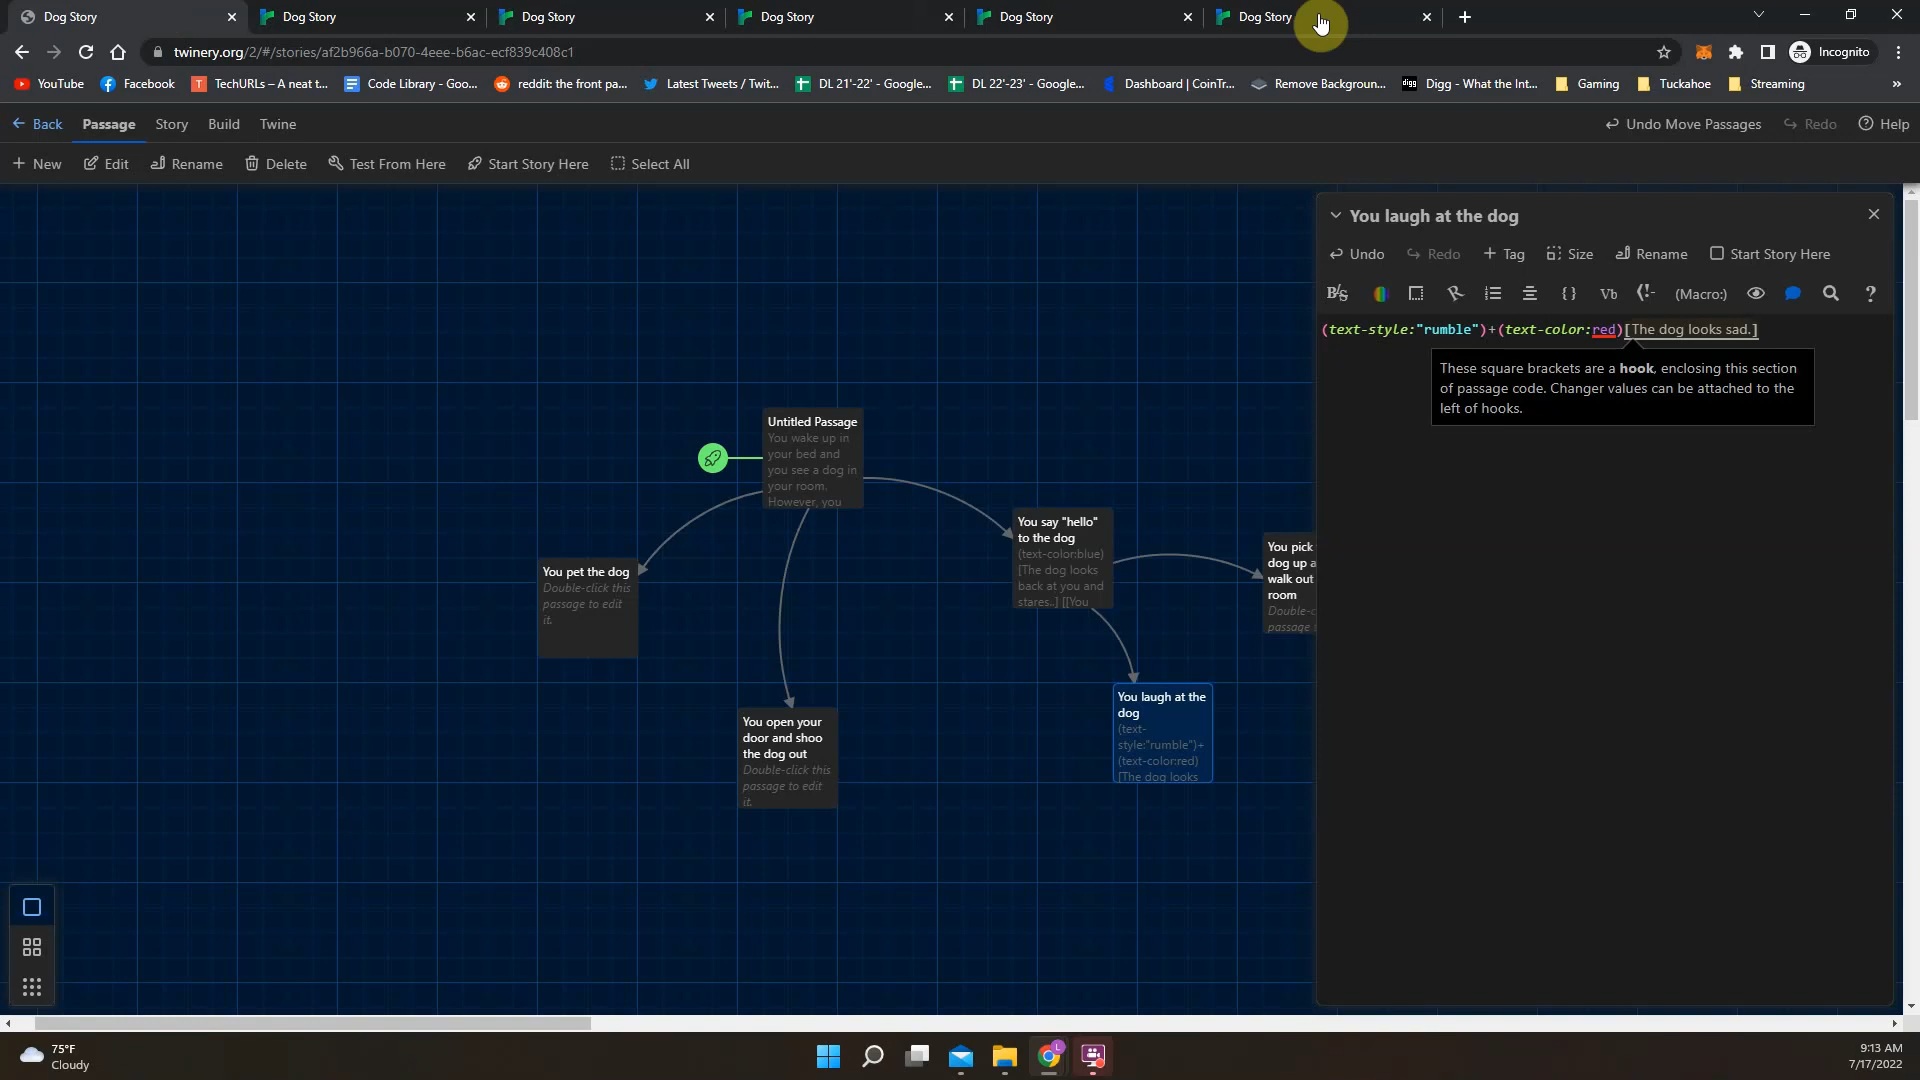 Dog Story
Dog Story
Dog Story
Dog Story
Dog Story
Dog Story
twinery.org/2/#/stories/af2b966a-b070-4eee-b6ac-ecf839c408c1
Incognito
YouTube
Facebook
TechURLs – A neat t...
Code Library - Goo...
reddit: the front pa...
Latest Tweets / Twit...
DL 21'-22' - Google...
DL 22'-23' - Google...
Dashboard | CoinTr...
Remove Backgroun...
Digg - What the Int...
Gaming
Tuckahoe
Streaming
Back
Passage
Story
Build
Twine
Undo Move Passages
Redo
Help
New
Edit
Rename
Delete
Test From Here
Start Story Here
Select All
You laugh at the dog
Undo
Redo
Tag
Size
Rename
Start Story Here
(Macro:)
(text-style:"rumble")+(text-color:red)[The dog looks sad.]
These square brackets are a hook, enclosing this section
of passage code. Changer values can be attached to the
left of hooks.
Untitled Passage
You wake up in
your bed and
you see a dog in
your room.
However, you
You pet the dog
Double-click this
passage to edit
it.
You open your
door and shoo
the dog out
Double-click this
passage to edit
it.
You say "hello"
to the dog
(text-color:blue)
[The dog looks
back at you and
stares..] [[You
You pick
dog up a
walk out
room
Double-c
passage
You laugh at the
dog
(text-
style:"rumble")+
(text-color:red)
[The dog looks
75°F
Cloudy
9:13 AM
7/17/2022